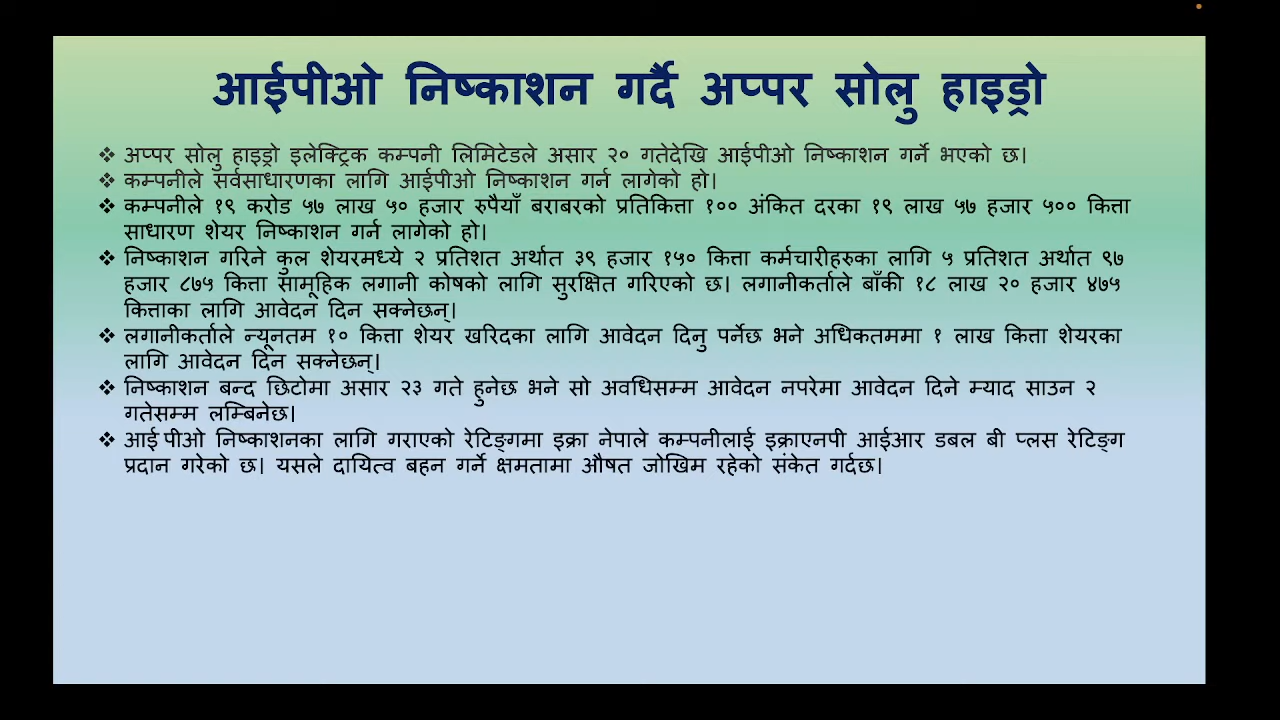 आईपीओ निष्काशन गर्दै अप्पर सोलु हाइड्रो
❖ अप्पर सोलु हाइड्रो इलेक्ट्रिक कम्पनी लिमिटेडले असार २० गतेदेखि आईपीओ निष्काशन गर्ने भएको छ।
❖ कम्पनीले सर्वसाधारणका लागि आईपीओ निष्काशन गर्न लागेको हो।
❖ कम्पनीले १९ करोड ५७ लाख ५० हजार रुपैयाँ बराबरको प्रतिकित्ता १०० अंकित दरका १९ लाख ५७ हजार ५०० कित्ता
साधारण शेयर निष्काशन गर्न लागेको हो।
❖ निष्काशन गरिने कुल शेयरमध्ये २ प्रतिशत अर्थात ३९ हजार १५० कित्ता कर्मचारीहरुका लागि ५ प्रतिशत अर्थात ९७
हजार ८७५ कित्ता सामूहिक लगानी कोषको लागि सुरक्षित गरिएको छ। लगानीकर्ताले बाँकी १८ लाख २० हजार ४७५
कित्ताका लागि आवेदन दिन सक्नेछन्।
❖ लगानीकर्ताले न्यूनतम १० कित्ता शेयर खरिदका लागि आवेदन दिनु पर्नेछ भने अधिकतममा १ लाख कित्ता शेयरका
लागि आवेदन दिन सक्नेछन्।
❖ निष्काशन बन्द छिटोमा असार २३ गते हुनेछ भने सो अवधिसम्म आवेदन नपरेमा आवेदन दिने म्याद साउन २
गतेसम्म लम्बिनेछ।
❖ आई पीओ निष्काशनका लागि गराएको रेटिङ्गमा इक्रा नेपाले कम्पनीलाई इक्राएनपी आईआर डबल बी प्लस रेटिङ्ग
प्रदान गरेको छ। यसले दायित्व बहन गर्ने क्षमतामा औषत जोखिम रहेको संकेत गर्दछ।